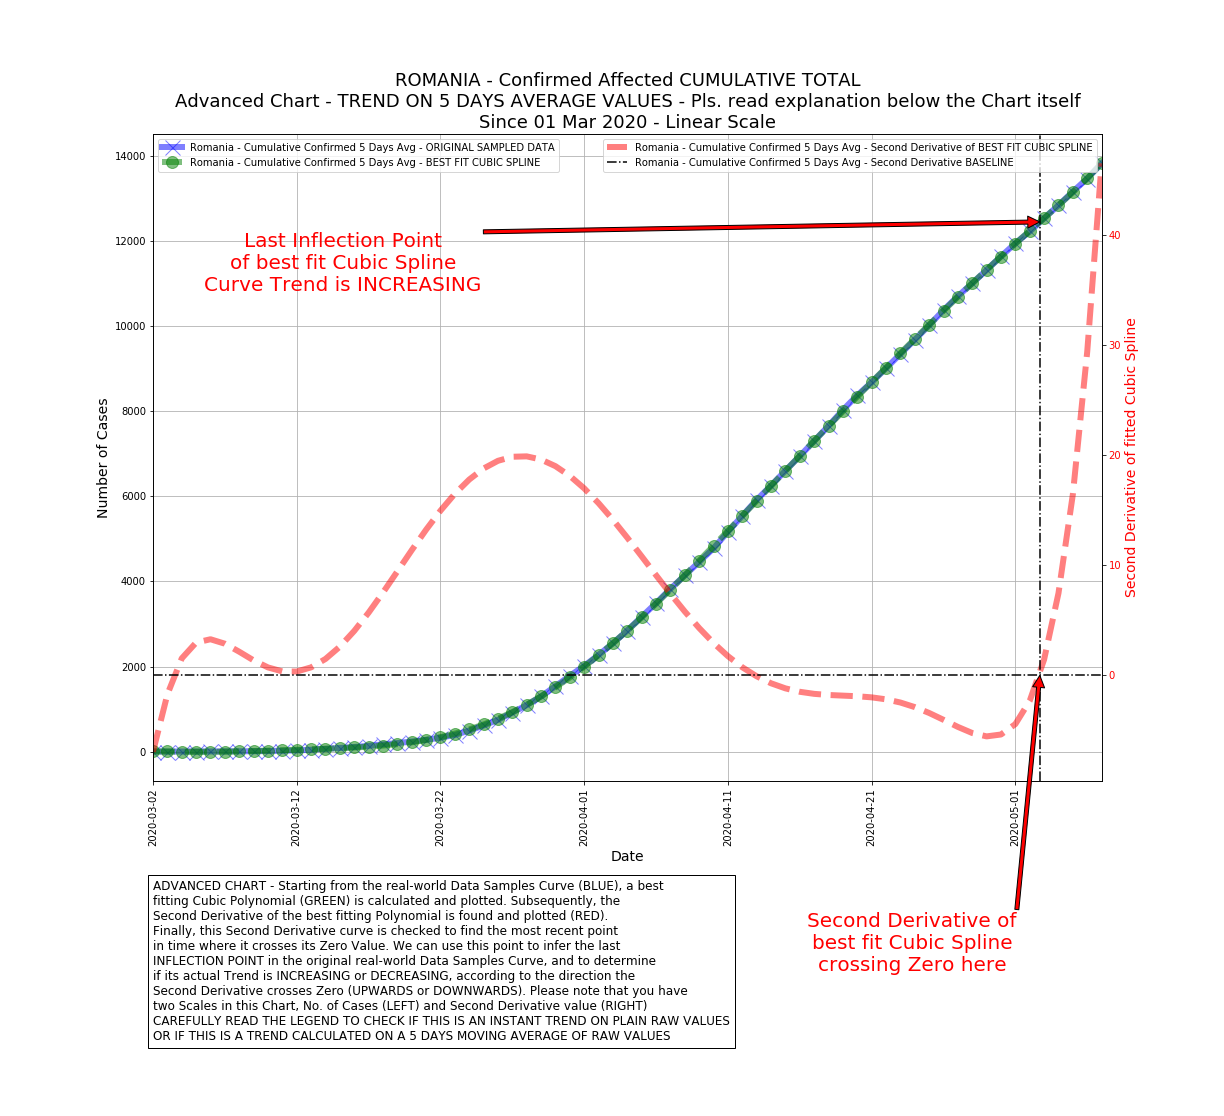 ROMANIA - Confirmed Affected CUMULATIVE TOTAL
Advanced Chart - TREND ON 5 DAYS AVERAGE VALUES - Pls. read explanation below the Chart itself
Since 01 Mar 2020 - Linear Scale
Romania - Cumulative Confirmed 5 Days Avg - ORIGINAL SAMPLED DATA
Romania - Cumulative Confirmed 5 Days Avg - BEST FIT CUBIC SPLINE
Romania - Cumulative Confirmed 5 Days Avg - Second Derivative of BEST FIT CUBIC SPLINE
Romania - Cumulative Confirmed 5 Days Avg - Second Derivative BASELINE
Last Inflection Point
of best fit Cubic Spline
Curve Trend is INCREASING
Number of Cases
14000
12000
10000
8000
6000
4000
2000
0
40
30
20
10
0
Second Derivative of fitted Cubic Spline
2020-03-02
2020-03-12
2020-03-22
2020-04-01
2020-04-11
2020-04-21
2020-05-01
Date
ADVANCED CHART - Starting from the real-world Data Samples Curve (BLUE), a best
fitting Cubic Polynomial (GREEN) is calculated and plotted. Subsequently, the
Second Derivative of the best fitting Polynomial is found and plotted (RED).
Finally, this Second Derivative curve is checked to find the most recent point
in time where it crosses its Zero Value. We can use this point to infer the last
INFLECTION POINT in the original real-world Data Samples Curve, and to determine
if its actual Trend is INCREASING or DECREASING, according to the direction the
Second Derivative crosses Zero (UPWARDS or DOWNWARDS). Please note that you have
two Scales in this Chart, No. of Cases (LEFT) and Second Derivative value (RIGHT)
CAREFULLY READ THE LEGEND TO CHECK IF THIS IS AN INSTANT TREND ON PLAIN RAW VALUES
OR IF THIS IS A TREND CALCULATED ON A 5 DAYS MOVING AVERAGE OF RAW VALUES
Second Derivative of
best fit Cubic Spline
crossing Zero here